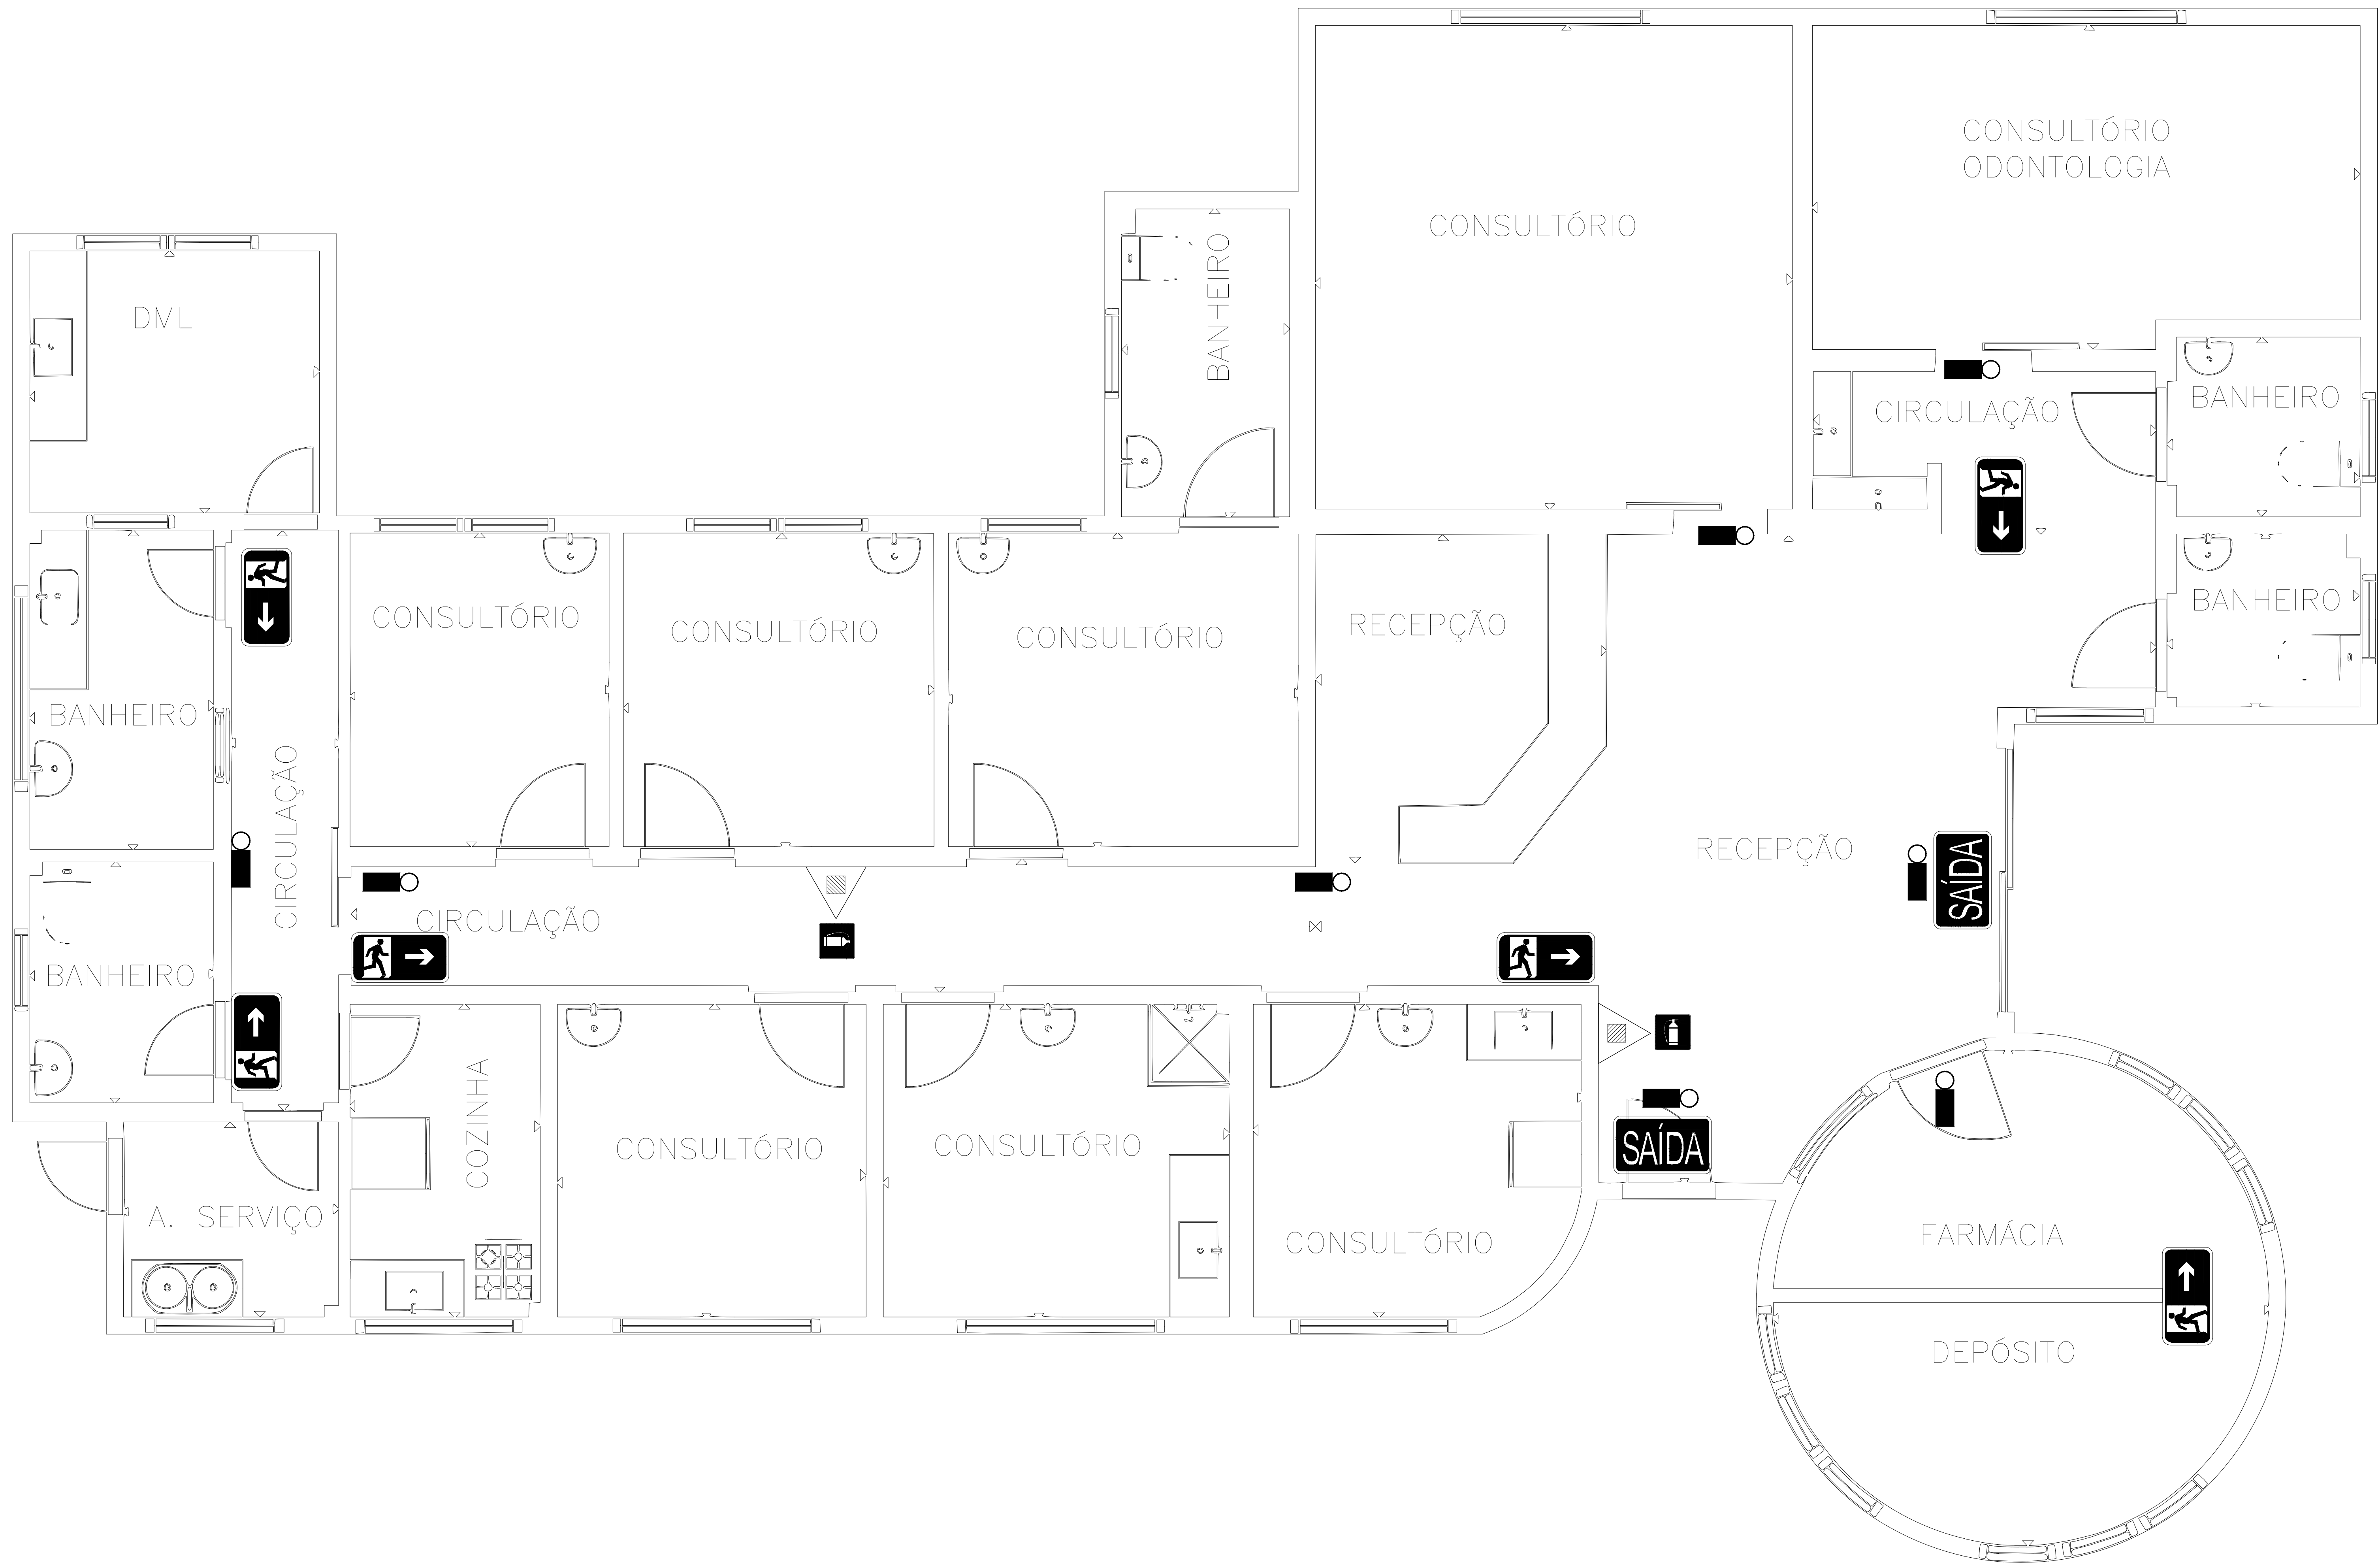 CONSULTÓRIO
ODONTOLOGIA
CONSULTÓRIO
BANHEIRO
DML
BANHEIRO
CIRCULAÇÃO
BANHEIRO
CONSULTÓRIO
CONSULTÓRIO
CONSULTÓRIO
RECEPÇÃO
BANHEIRO
CIRCULAÇÃO
RECEPÇÃO
SAÍDA
CIRCULAÇÃO
BANHEIRO
COZINHA
CONSULTÓRIO
CONSULTÓRIO
SAÍDA
A. SERVIÇO
CONSULTÓRIO
FARMÁCIA
DEPÓSITO